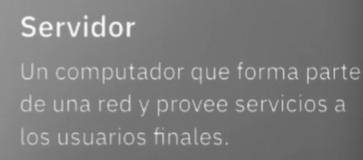 Servidor
Un computador que forma parte
de una red y provee servicios a
los usuarios finales.